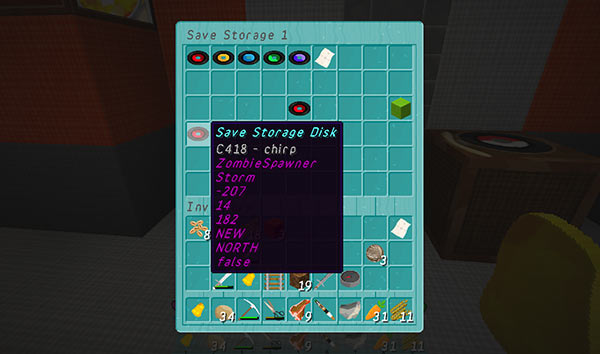 Save Storage 1
Save Storage Disk
C418 - chirp
ZombieSpawner
Storm
-207
14
182
NEW
NORTH
false
Inv
8
3
19
34
9
31
11